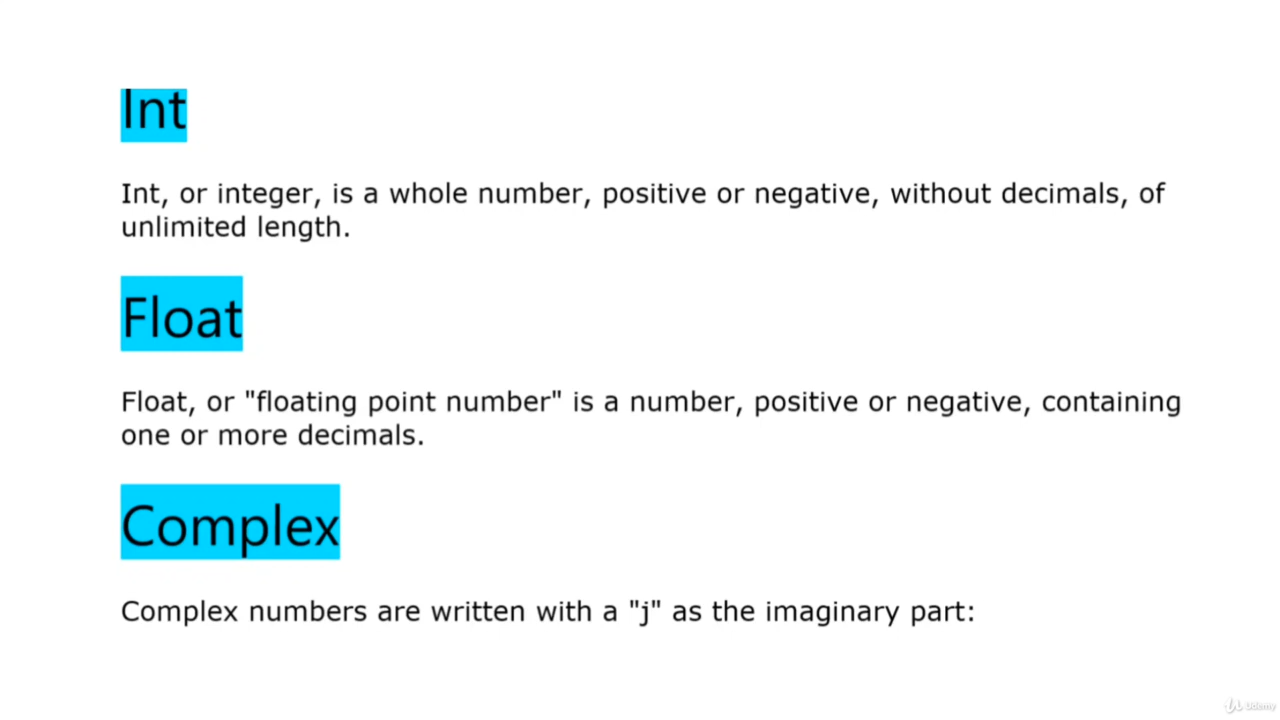 Int
Int, or integer, is a whole number, positive or negative, without decimals, of
unlimited length.
Float
Float, or "floating point number" is a number, positive or negative, containing
one or more decimals.
Complex
Complex numbers are written with a "j" as the imaginary part:
Udemy